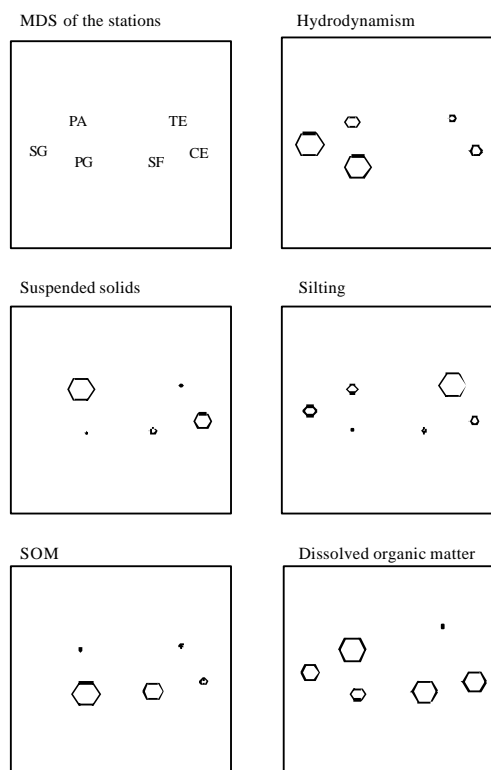 MDS of the stations
Hydrodynamism
PA
TE
SG
PG
SF
CE
Suspended solids
Silting
SOM
Dissolved organic matter